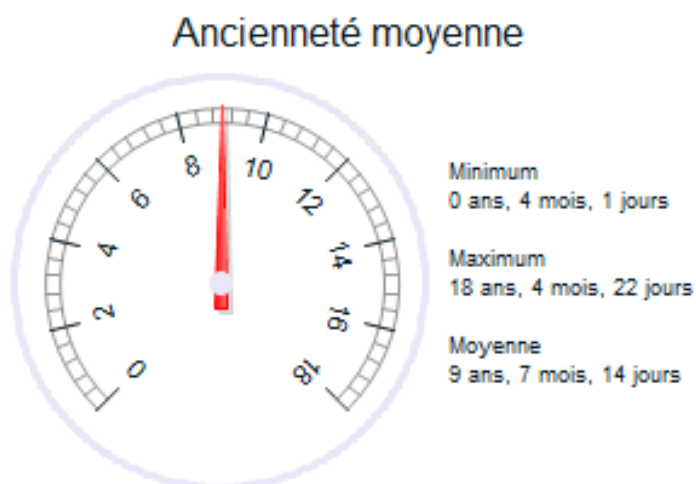 Ancienneté moyenne
0
2
4
6
8
10
12
14
16
18
Minimum
0 ans, 4 mois, 1 jours
Maximum
18 ans, 4 mois, 22 jours
Moyenne
9 ans, 7 mois, 14 jours